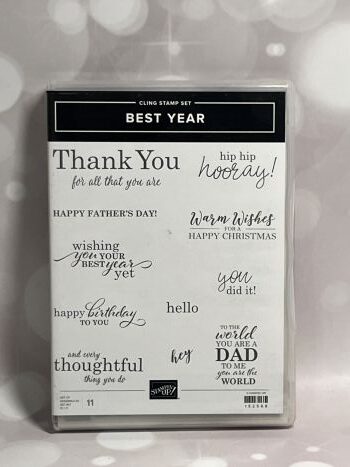 CLING STAMP SET
BEST YEAR
Thank You
for all that you are
hip hip
hooray!
HAPPY FATHER'S DAY!
Warm Wishes
FOR A
HAPPY CHRISTMAS
wishing
you YOUR
BEST year
yet
you
did it!
happy birthday
TO YOU
hello
TO THE
world
YOU ARE A
DAD
TO ME
you are the
WORLD
and every
thoughtful
thing you do
hey
STAMPIN' UP!
11